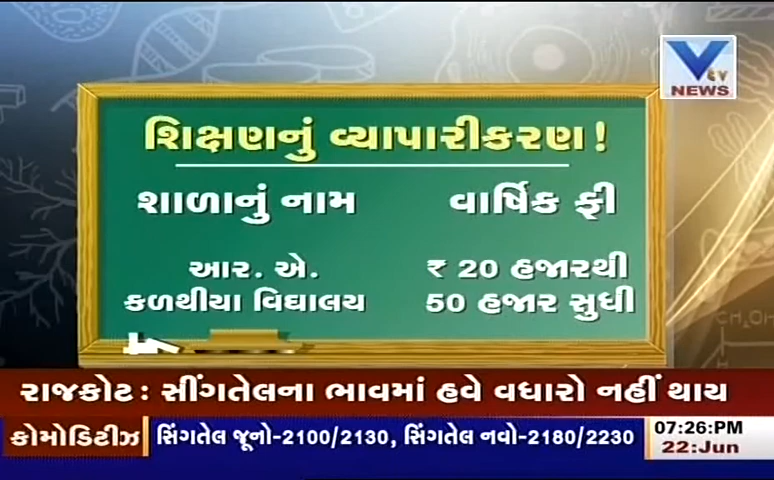 V
tv
NEWS
શિક્ષણનું વ્યાપારીકરણ!
શાળાનું નામ વાર્ષિક ફી
આર. એ. ₹ 20 હજારથી
કળથીયા વિદ્યાલય 50 હજાર સુધી
રાજકોટ: સીંગતેલના ભાવમાં હવે વધારો નહીં થાય
કોમોડિટીઝ સિંગતેલ જૂનો-2100/2130, સિંગતેલ નવો-2180/2230
07:26:PM
22:Jun